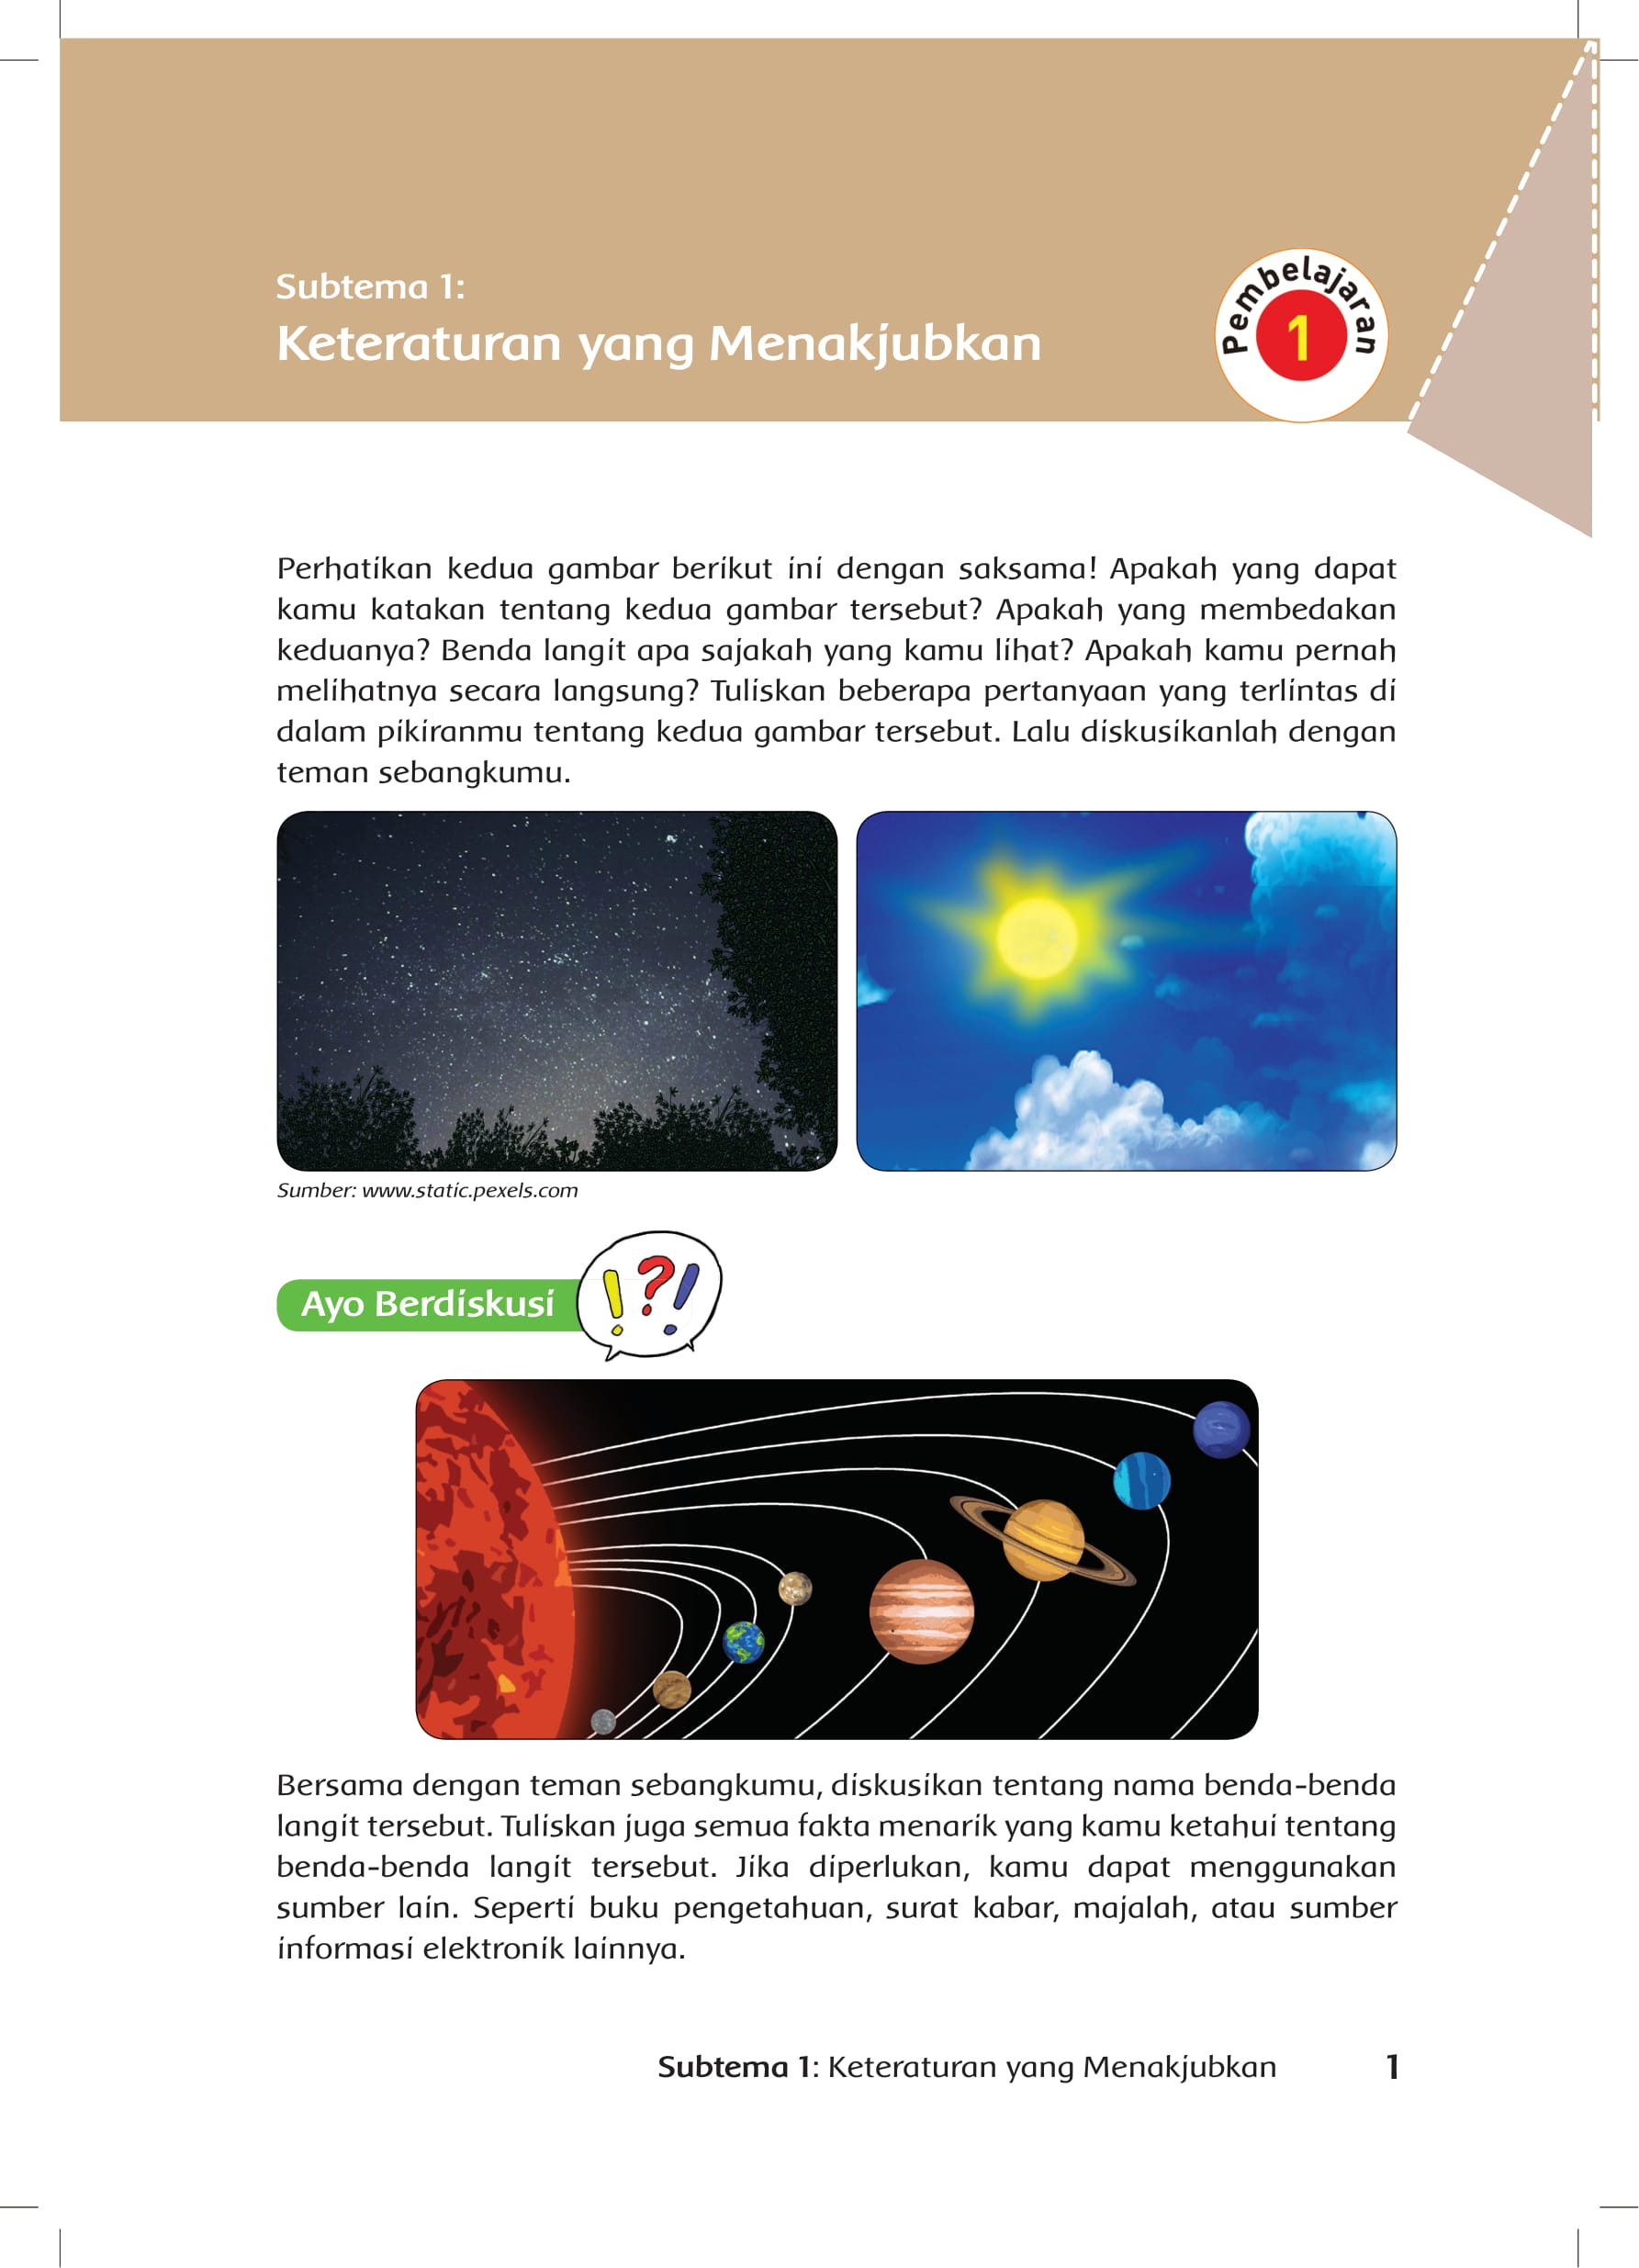 Subtema 1:
Keteraturan yang Menakjubkan
Pembelajaran
1
Perhatikan kedua gambar berikut ini dengan saksama! Apakah yang dapat
kamu katakan tentang kedua gambar tersebut? Apakah yang membedakan
keduanya? Benda langit apa sajakah yang kamu lihat? Apakah kamu pernah
melihatnya secara langsung? Tuliskan beberapa pertanyaan yang terlintas di
dalam pikiranmu tentang kedua gambar tersebut. Lalu diskusikanlah dengan
teman sebangkumu.
Sumber: www.static.pexels.com
Ayo Berdiskusi
!?!
Bersama dengan teman sebangkumu, diskusikan tentang nama benda-benda
langit tersebut. Tuliskan juga semua fakta menarik yang kamu ketahui tentang
benda-benda langit tersebut. Jika diperlukan, kamu dapat menggunakan
sumber lain. Seperti buku pengetahuan, surat kabar, majalah, atau sumber
informasi elektronik lainnya.
Subtema 1: Keteraturan yang Menakjubkan 1